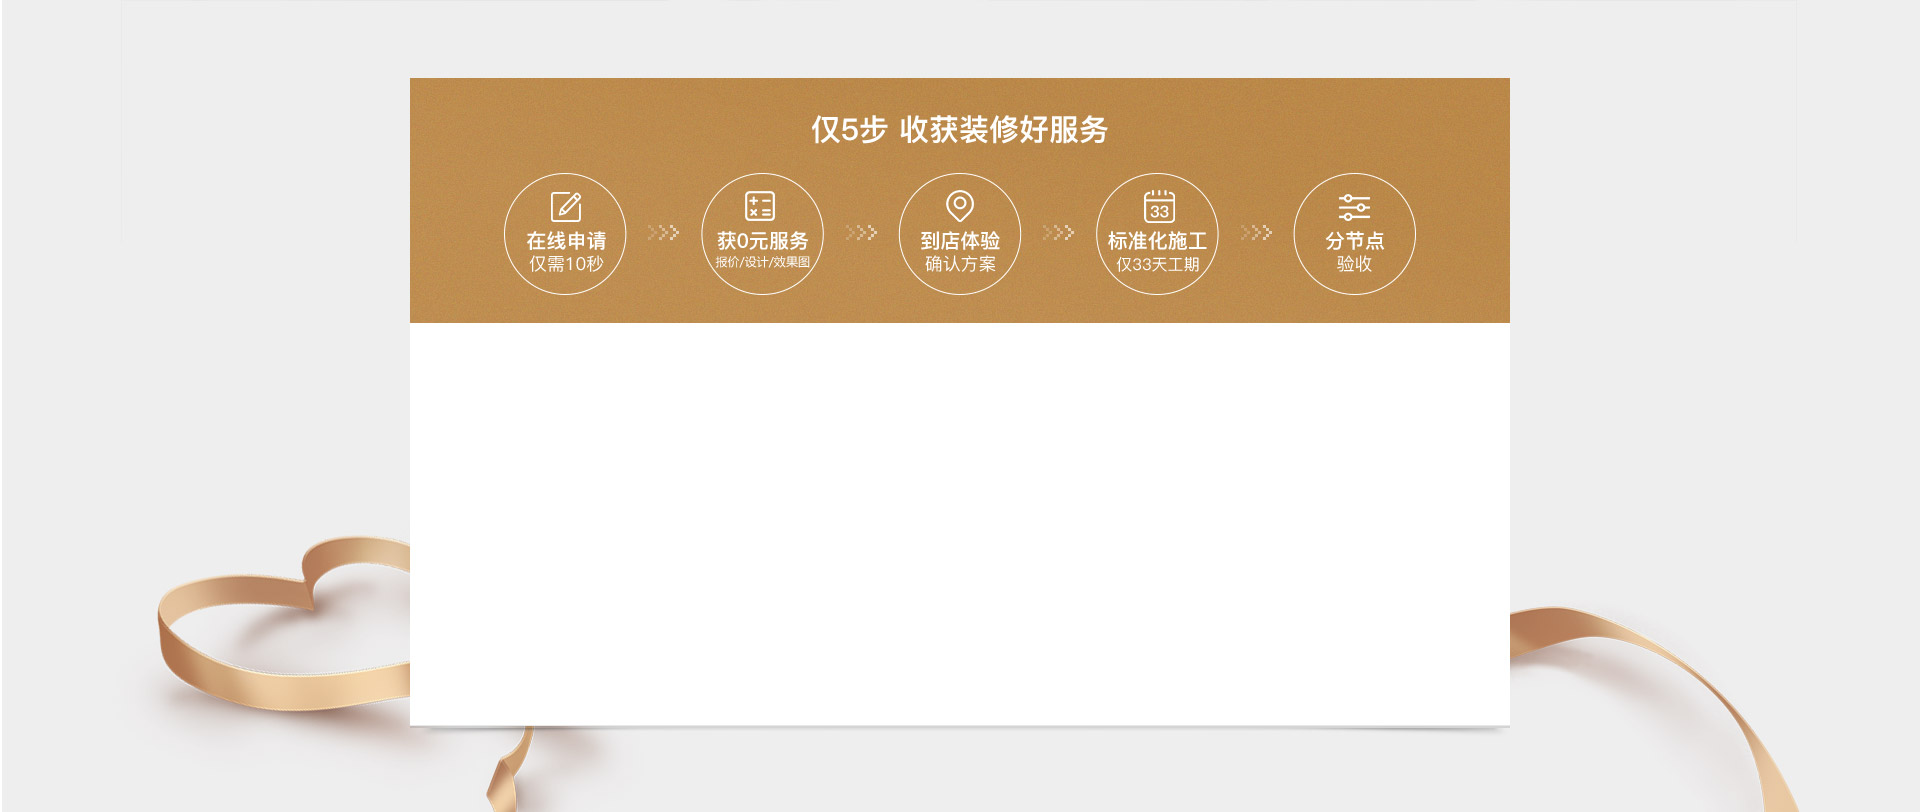 仅5步 收获装修好服务
在线申请
仅需10秒
获0元服务
报价/设计/效果图
到店体验
确认方案
33
标准化施工
仅33天工期
分节点
验收